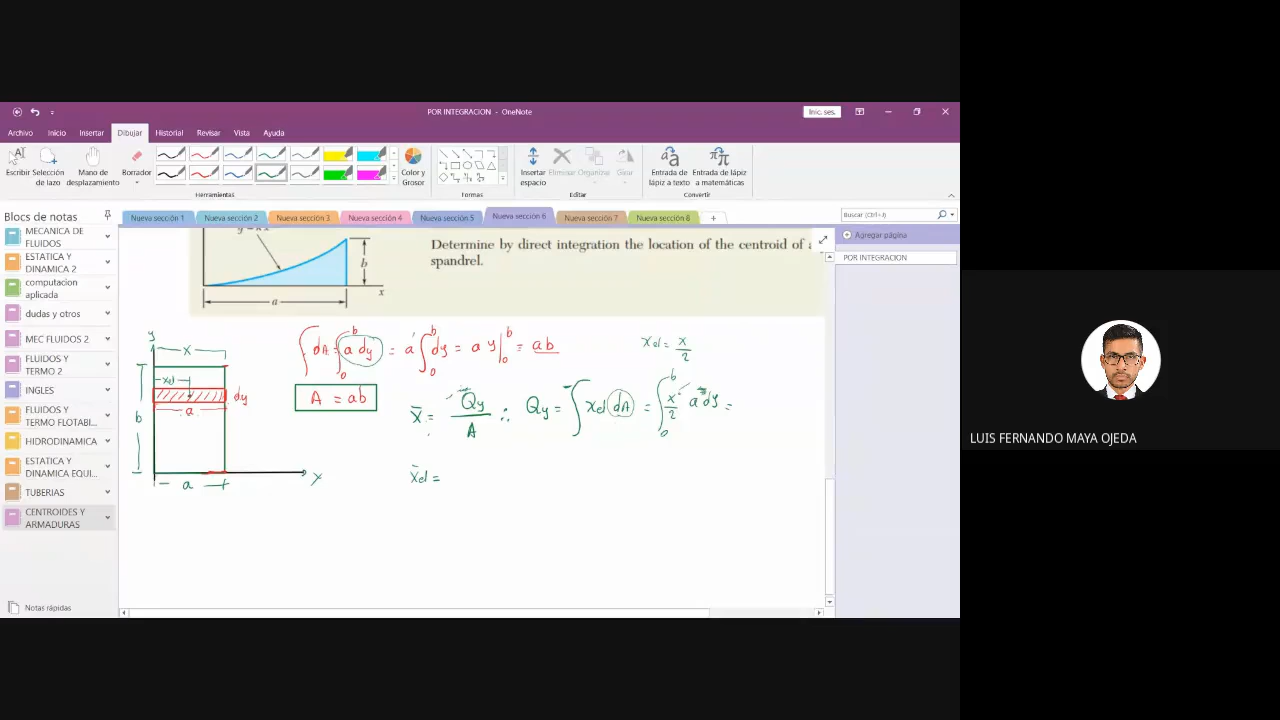 POR INTEGRACION - OneNote
Inic. ses.
Archivo Inicio Insertar Dibujar Historial Revisar Vista Ayuda
Escribir Selección de lazo Mano de desplazamiento Borrador Color y Grosor Insertar espacio Eliminar Organizar Girar Entrada de lápiz a texto Entrada de lápiz a matemáticas
Herramientas Formas Editar Convertir
Blocs de notas
Nueva sección 1 Nueva sección 2 Nueva sección 3 Nueva sección 4 Nueva sección 5 Nueva sección 6 Nueva sección 7 Nueva sección 8 +
Buscar (Ctrl+J)
Agregar página
POR INTEGRACION
MECANICA DE FLUIDOS
ESTATICA Y DINAMICA 2
computacion aplicada
dudas y otros
MEC FLUIDOS 2
FLUIDOS Y TERMO 2
INGLES
FLUIDOS Y TERMO FLOTABI...
HIDRODINAMICA
ESTATICA Y DINAMICA EQUI...
TUBERIAS
CENTROIDES Y ARMADURAS
Notas rápidas
b
x
a
Determine by direct integration the location of the centroid of a
spandrel.
y
x
xel
a
dy
b
a
x
∫ dA = ∫₀ᵇ a dy = a ∫₀ᵇ dy = a y |₀ᵇ = ab
A = ab
xel = x/2
x̄ = Qy/A ∴ Qy = ∫ xel dA = ∫₀ᵇ x/2 a dy =
x̄el =
LUIS FERNANDO MAYA OJEDA